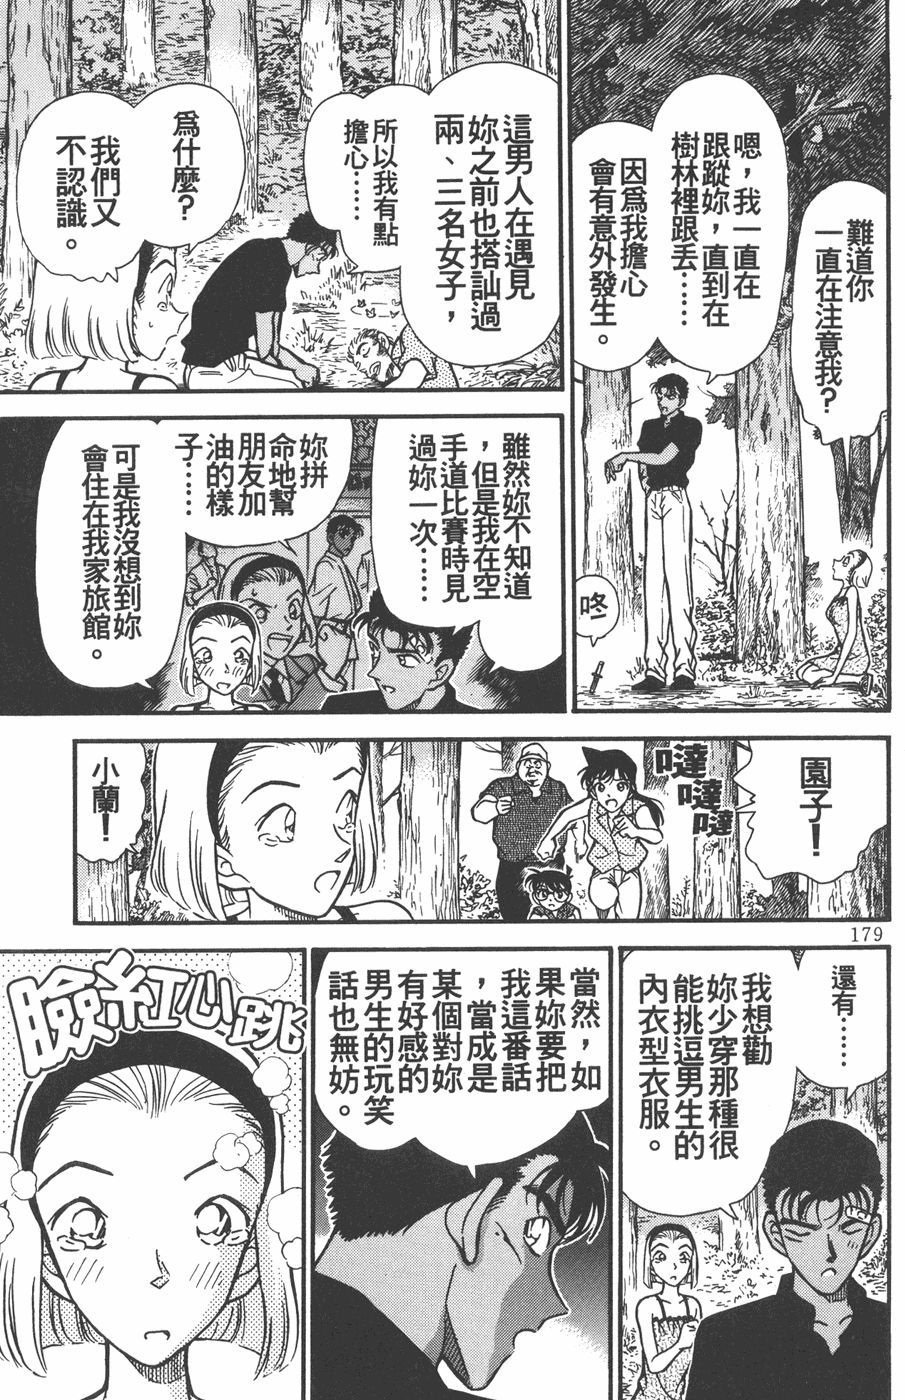 難道你
一直在注意我?
嗯，我一直在
跟蹤妳，直到在
樹林裡跟丟……
因爲我擔心
會有意外發生。
咚
這男人在遇見
妳之前也搭訕過
兩、三名女子，
所以我有點
擔心……
爲什麼?
我們又
不認識。
雖然妳不知道
，但是我在空
手道比賽時見
過妳一次……
妳拼
命地幫
朋友加
油的樣
子……
可是我沒想到妳
會住在我家旅館。
園子!
噠噠噠
小蘭!
179
還有……
我想勸
妳少穿那種很
能挑逗男生的
內衣型衣服。
當然，如
果妳要把
我這番話
，當成是
某個對妳
有好感的
男生的玩笑
話也無妨。
臉紅心跳